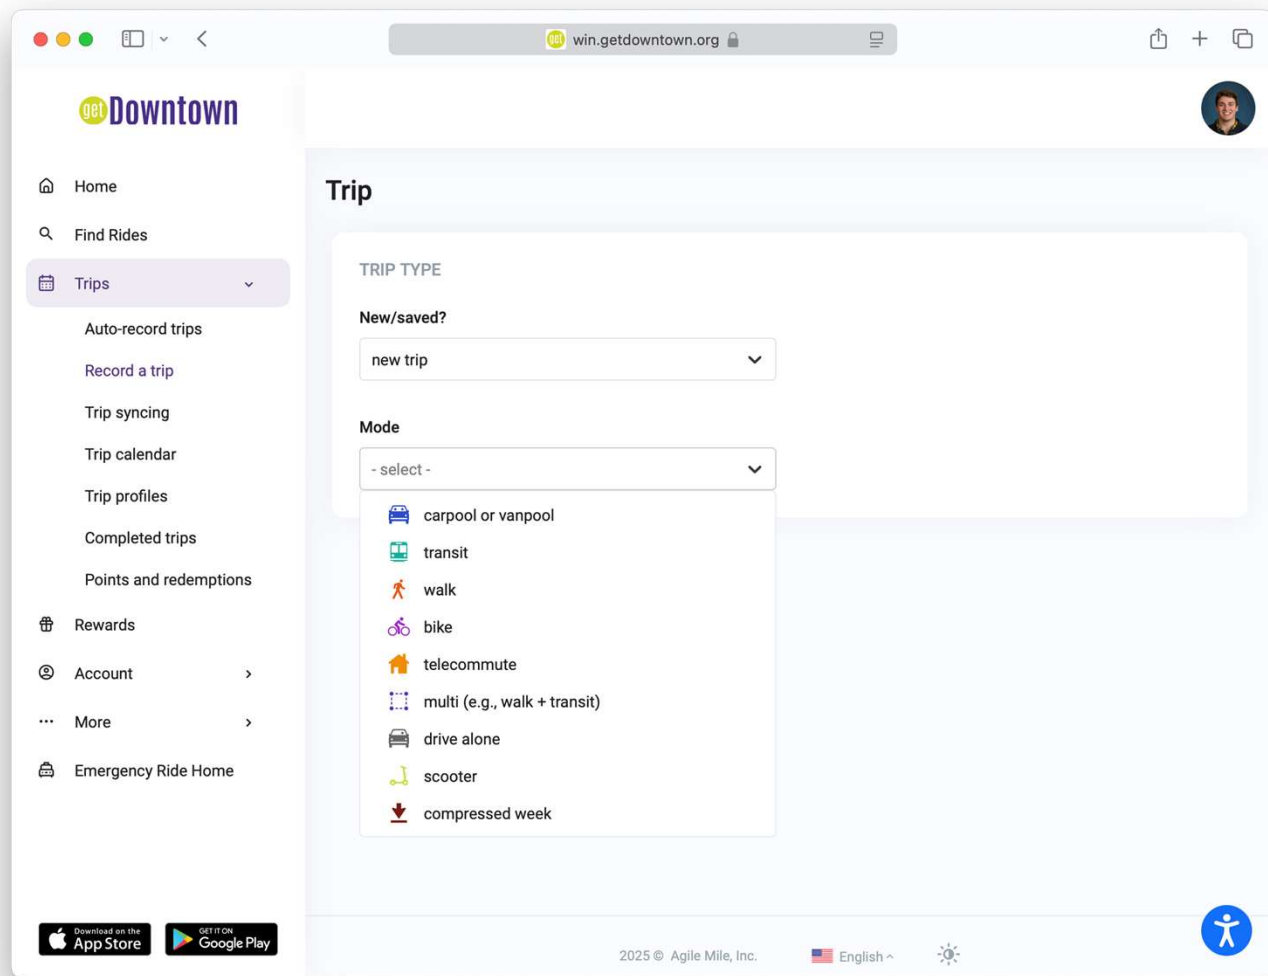 win.getdowntown.org
get Downtown
Home
Find Rides
Trips
Auto-record trips
Record a trip
Trip syncing
Trip calendar
Trip profiles
Completed trips
Points and redemptions
Rewards
Account
More
Emergency Ride Home
Download on the
App Store
GET IT ON
Google Play
Trip
TRIP TYPE
New/saved?
new trip
Mode
- select -
carpool or vanpool
transit
walk
bike
telecommute
multi (e.g., walk + transit)
drive alone
scooter
compressed week
2025 © Agile Mile, Inc.
English